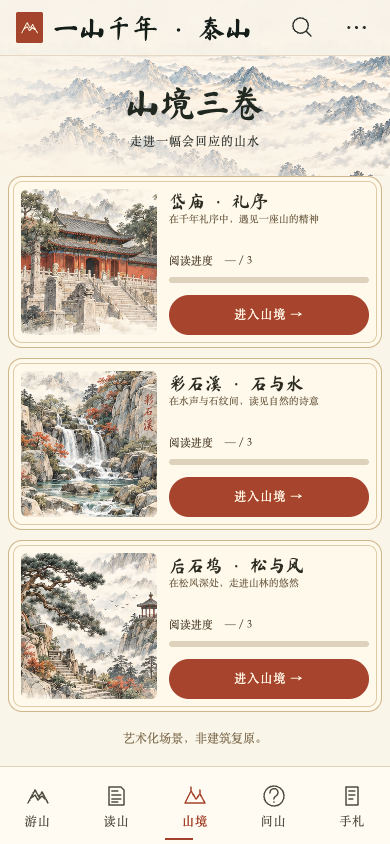 一山千年 · 泰山
山境三卷
走进一幅会回应的山水
岱庙 · 礼序
在千年礼序中，遇见一座山的精神
阅读进度 — / 3
进入山境 →
彩石溪
彩石溪 · 石与水
在水声与石纹间，读见自然的诗意
阅读进度 — / 3
进入山境 →
后石坞 · 松与风
在松风深处，走进山林的悠然
阅读进度 — / 3
进入山境 →
艺术化场景，非建筑复原。
游山
读山
山境
问山
手札